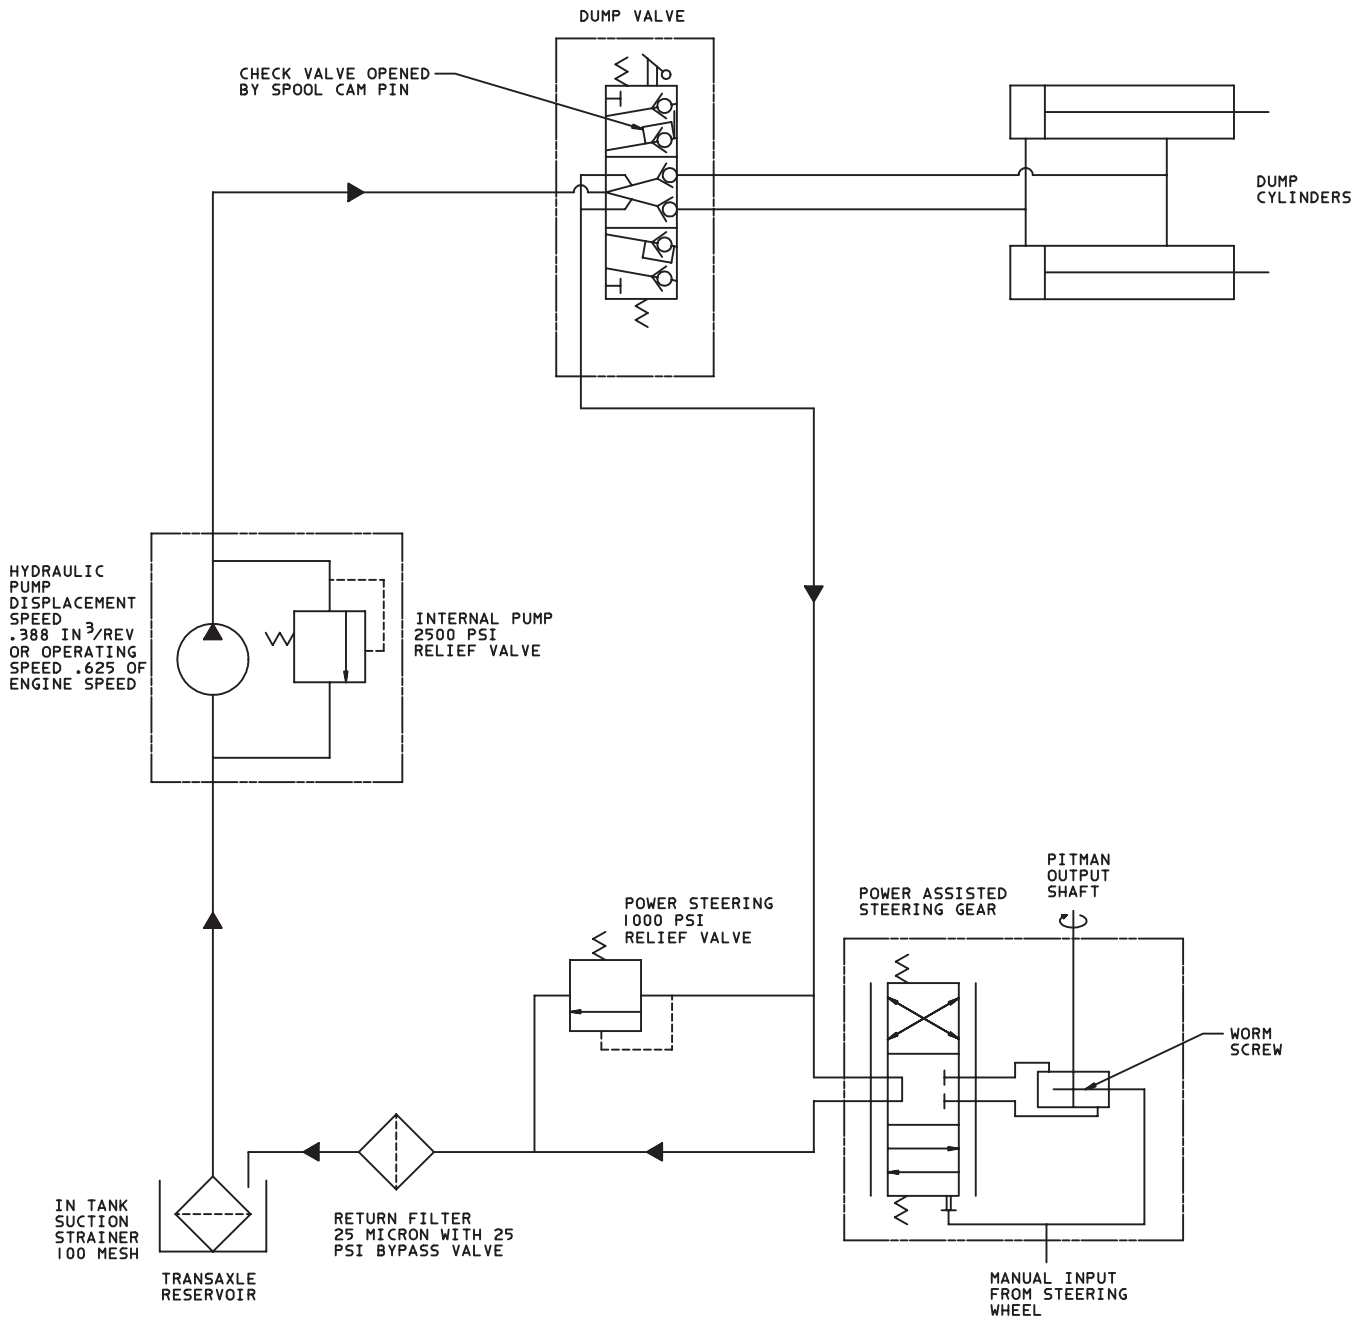 DUMP VALVE
CHECK VALVE OPENED
BY SPOOL CAM PIN
DUMP
CYLINDERS
HYDRAULIC
PUMP
DISPLACEMENT
SPEED
.388 IN³/REV
OR OPERATING
SPEED .625 OF
ENGINE SPEED
INTERNAL PUMP
2500 PSI
RELIEF VALVE
PITMAN
OUTPUT
SHAFT
POWER ASSISTED
STEERING GEAR
POWER STEERING
1000 PSI
RELIEF VALVE
WORM
SCREW
IN TANK
SUCTION
STRAINER
100 MESH
RETURN FILTER
25 MICRON WITH 25
PSI BYPASS VALVE
TRANSAXLE
RESERVOIR
MANUAL INPUT
FROM STEERING
WHEEL